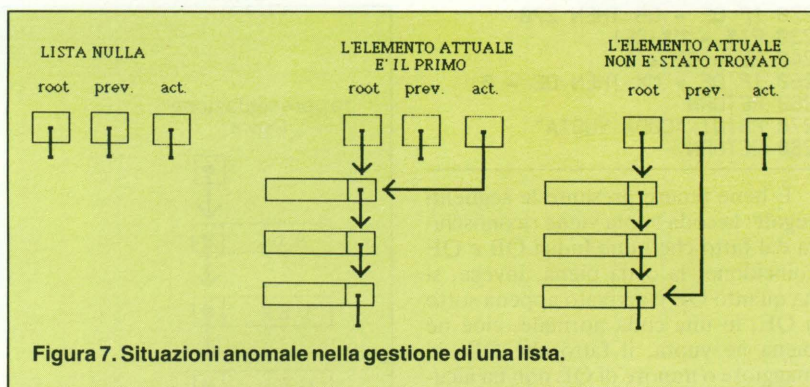 LISTA NULLA
root prev. act.
L'ELEMENTO ATTUALE
E' IL PRIMO
root prev. act.
L'ELEMENTO ATTUALE
NON E' STATO TROVATO
root prev. act.
Figura 7. Situazioni anomale nella gestione di una lista.